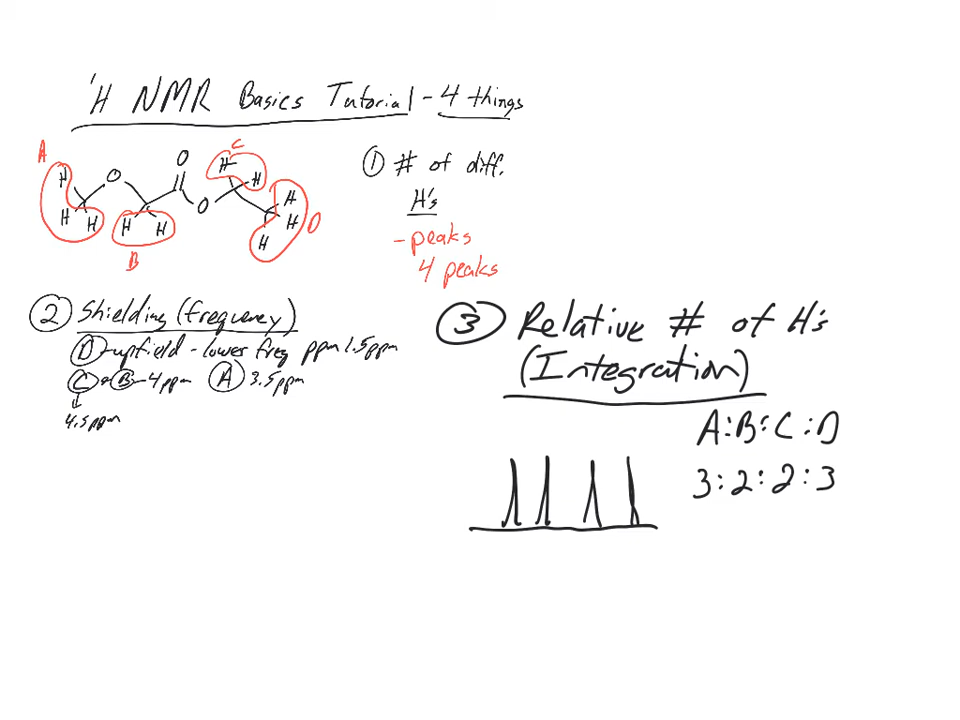 'H NMR Basics Tutorial - 4 things
A
H
H
H
O
H
H
B
O
O
C
H
H
H
H
H
D
① # of diff.
H's
- peaks
4 peaks
② Shielding (frequency)
D - upfield - lower freq ppm 1.5ppm
C or B - 4ppm A 3.5ppm
4.5ppm
③ Relative # of H's
(Integration)
A:B:C:D
3:2:2:3